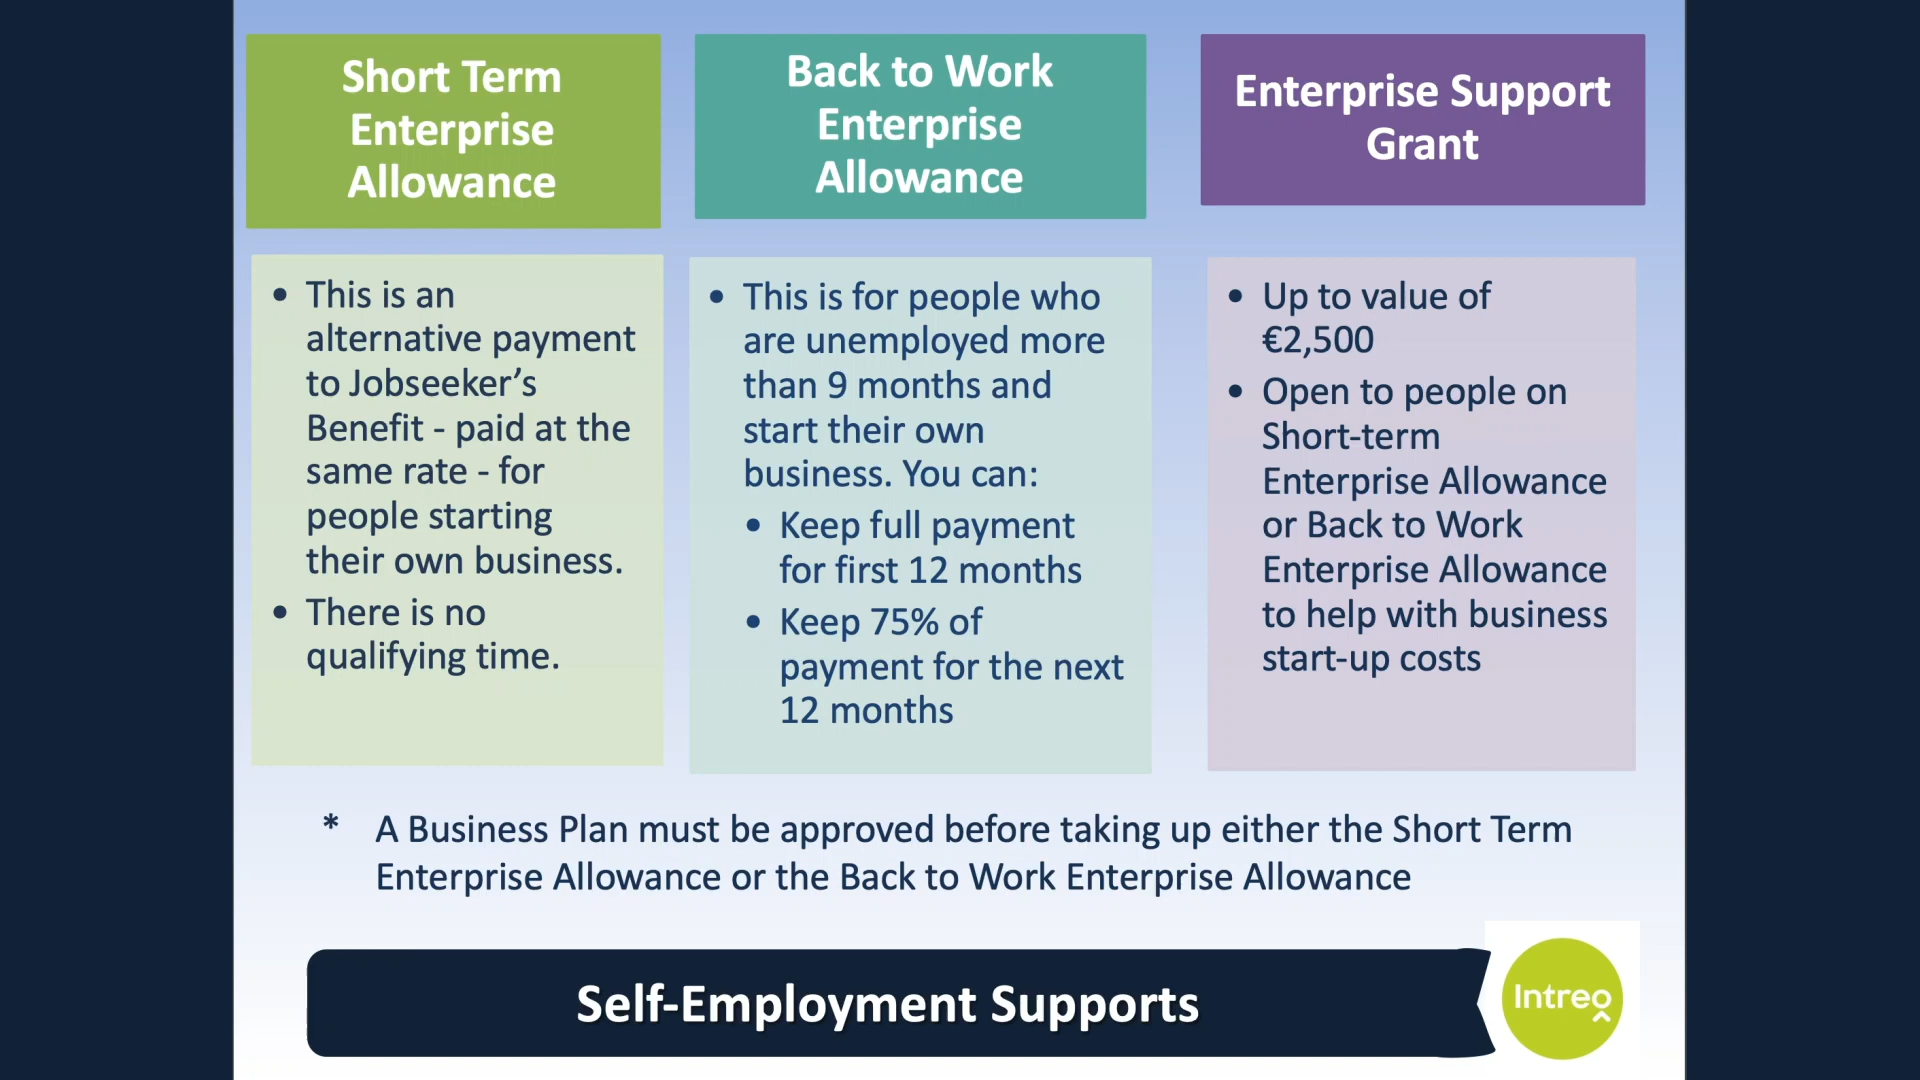 Short Term
Enterprise
Allowance
• This is an
alternative payment
to Jobseeker’s
Benefit - paid at the
same rate - for
people starting
their own business.
• There is no
qualifying time.
Back to Work
Enterprise
Allowance
• This is for people who
are unemployed more
than 9 months and
start their own
business. You can:
• Keep full payment
for first 12 months
• Keep 75% of
payment for the next
12 months
Enterprise Support
Grant
• Up to value of
€2,500
• Open to people on
Short-term
Enterprise Allowance
or Back to Work
Enterprise Allowance
to help with business
start-up costs
* A Business Plan must be approved before taking up either the Short Term
Enterprise Allowance or the Back to Work Enterprise Allowance
Self-Employment Supports
Intreo